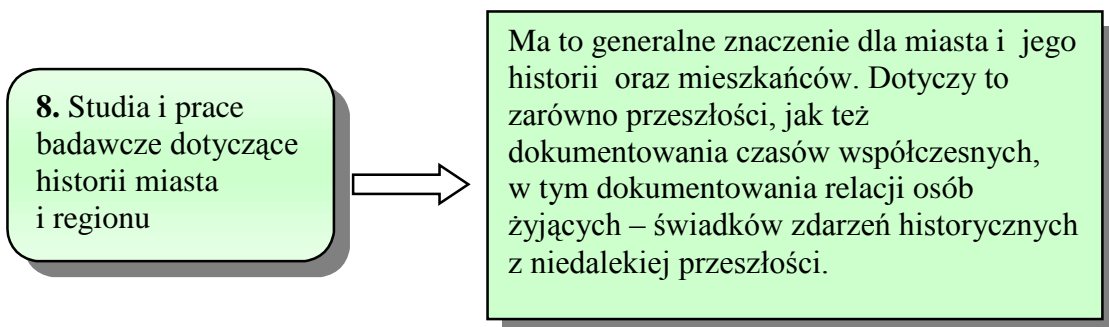 8. Studia i prace
badawcze dotyczące
historii miasta
i regionu
Ma to generalne znaczenie dla miasta i jego
historii oraz mieszkańców. Dotyczy to
zarówno przeszłości, jak też
dokumentowania czasów współczesnych,
w tym dokumentowania relacji osób
żyjących – świadków zdarzeń historycznych
z niedalekiej przeszłości.